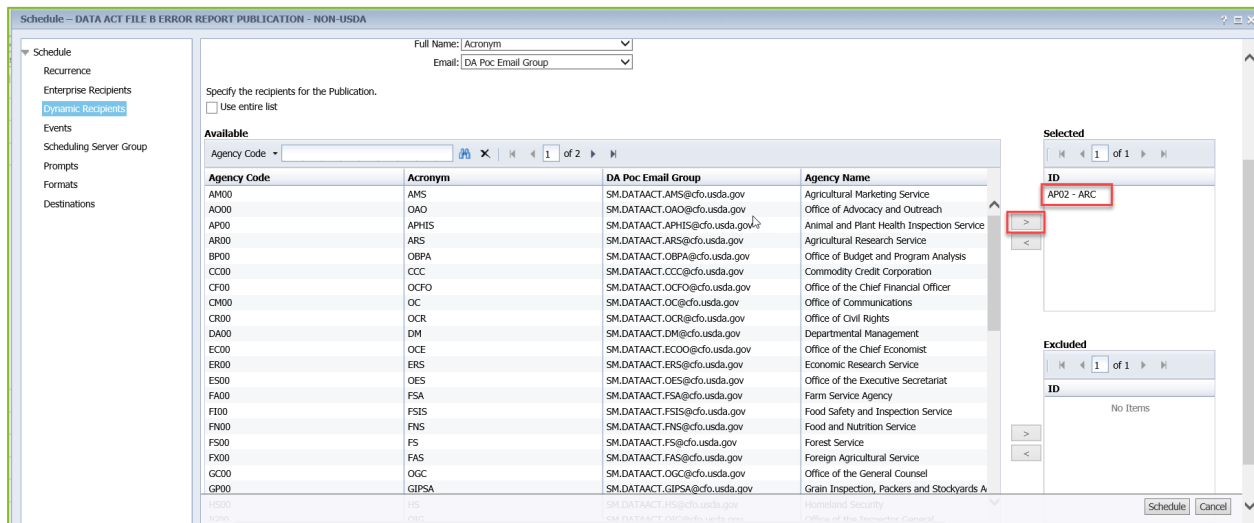 Schedule – DATA ACT FILE B ERROR REPORT PUBLICATION - NON-USDA
Schedule
Recurrence
Enterprise Recipients
Dynamic Recipients
Events
Scheduling Server Group
Prompts
Formats
Destinations
Full Name: Acronym
Email: DA Poc Email Group
Specify the recipients for the Publication.
Use entire list
Available
Agency Code 1 of 2
Agency Code Acronym DA Poc Email Group Agency Name
AM00 AMS SM.DATAACT.AMS@cfo.usda.gov Agricultural Marketing Service
AO00 OAO SM.DATAACT.OAO@cfo.usda.gov Office of Advocacy and Outreach
AP00 APHIS SM.DATAACT.APHIS@cfo.usda.gov Animal and Plant Health Inspection Service
AR00 ARS SM.DATAACT.ARS@cfo.usda.gov Agricultural Research Service
BP00 OBPA SM.DATAACT.OBPA@cfo.usda.gov Office of Budget and Program Analysis
CC00 CCC SM.DATAACT.CCC@cfo.usda.gov Commodity Credit Corporation
CF00 OCFO SM.DATAACT.OCFO@cfo.usda.gov Office of the Chief Financial Officer
CM00 OC SM.DATAACT.OC@cfo.usda.gov Office of Communications
CR00 OCR SM.DATAACT.OCR@cfo.usda.gov Office of Civil Rights
DA00 DM SM.DATAACT.DM@cfo.usda.gov Departmental Management
EC00 OCE SM.DATAACT.ECOO@cfo.usda.gov Office of the Chief Economist
ER00 ERS SM.DATAACT.ERS@cfo.usda.gov Economic Research Service
ES00 OES SM.DATAACT.OES@cfo.usda.gov Office of the Executive Secretariat
FA00 FSA SM.DATAACT.FSA@cfo.usda.gov Farm Service Agency
FI00 FSIS SM.DATAACT.FSIS@cfo.usda.gov Food Safety and Inspection Service
FN00 FNS SM.DATAACT.FNS@cfo.usda.gov Food and Nutrition Service
FS00 FS SM.DATAACT.FS@cfo.usda.gov Forest Service
FX00 FAS SM.DATAACT.FAS@cfo.usda.gov Foreign Agricultural Service
GC00 OGC SM.DATAACT.OGC@cfo.usda.gov Office of the General Counsel
GP00 GIPSA SM.DATAACT.GIPSA@cfo.usda.gov Grain Inspection, Packers and Stockyards A
HS00 HS SM.DATAACT.HS@cfo.usda.gov Homeland Security
>
<
Selected
1 of 1
ID
AP02 - ARC
Excluded
1 of 1
ID
No Items
>
<
Schedule Cancel